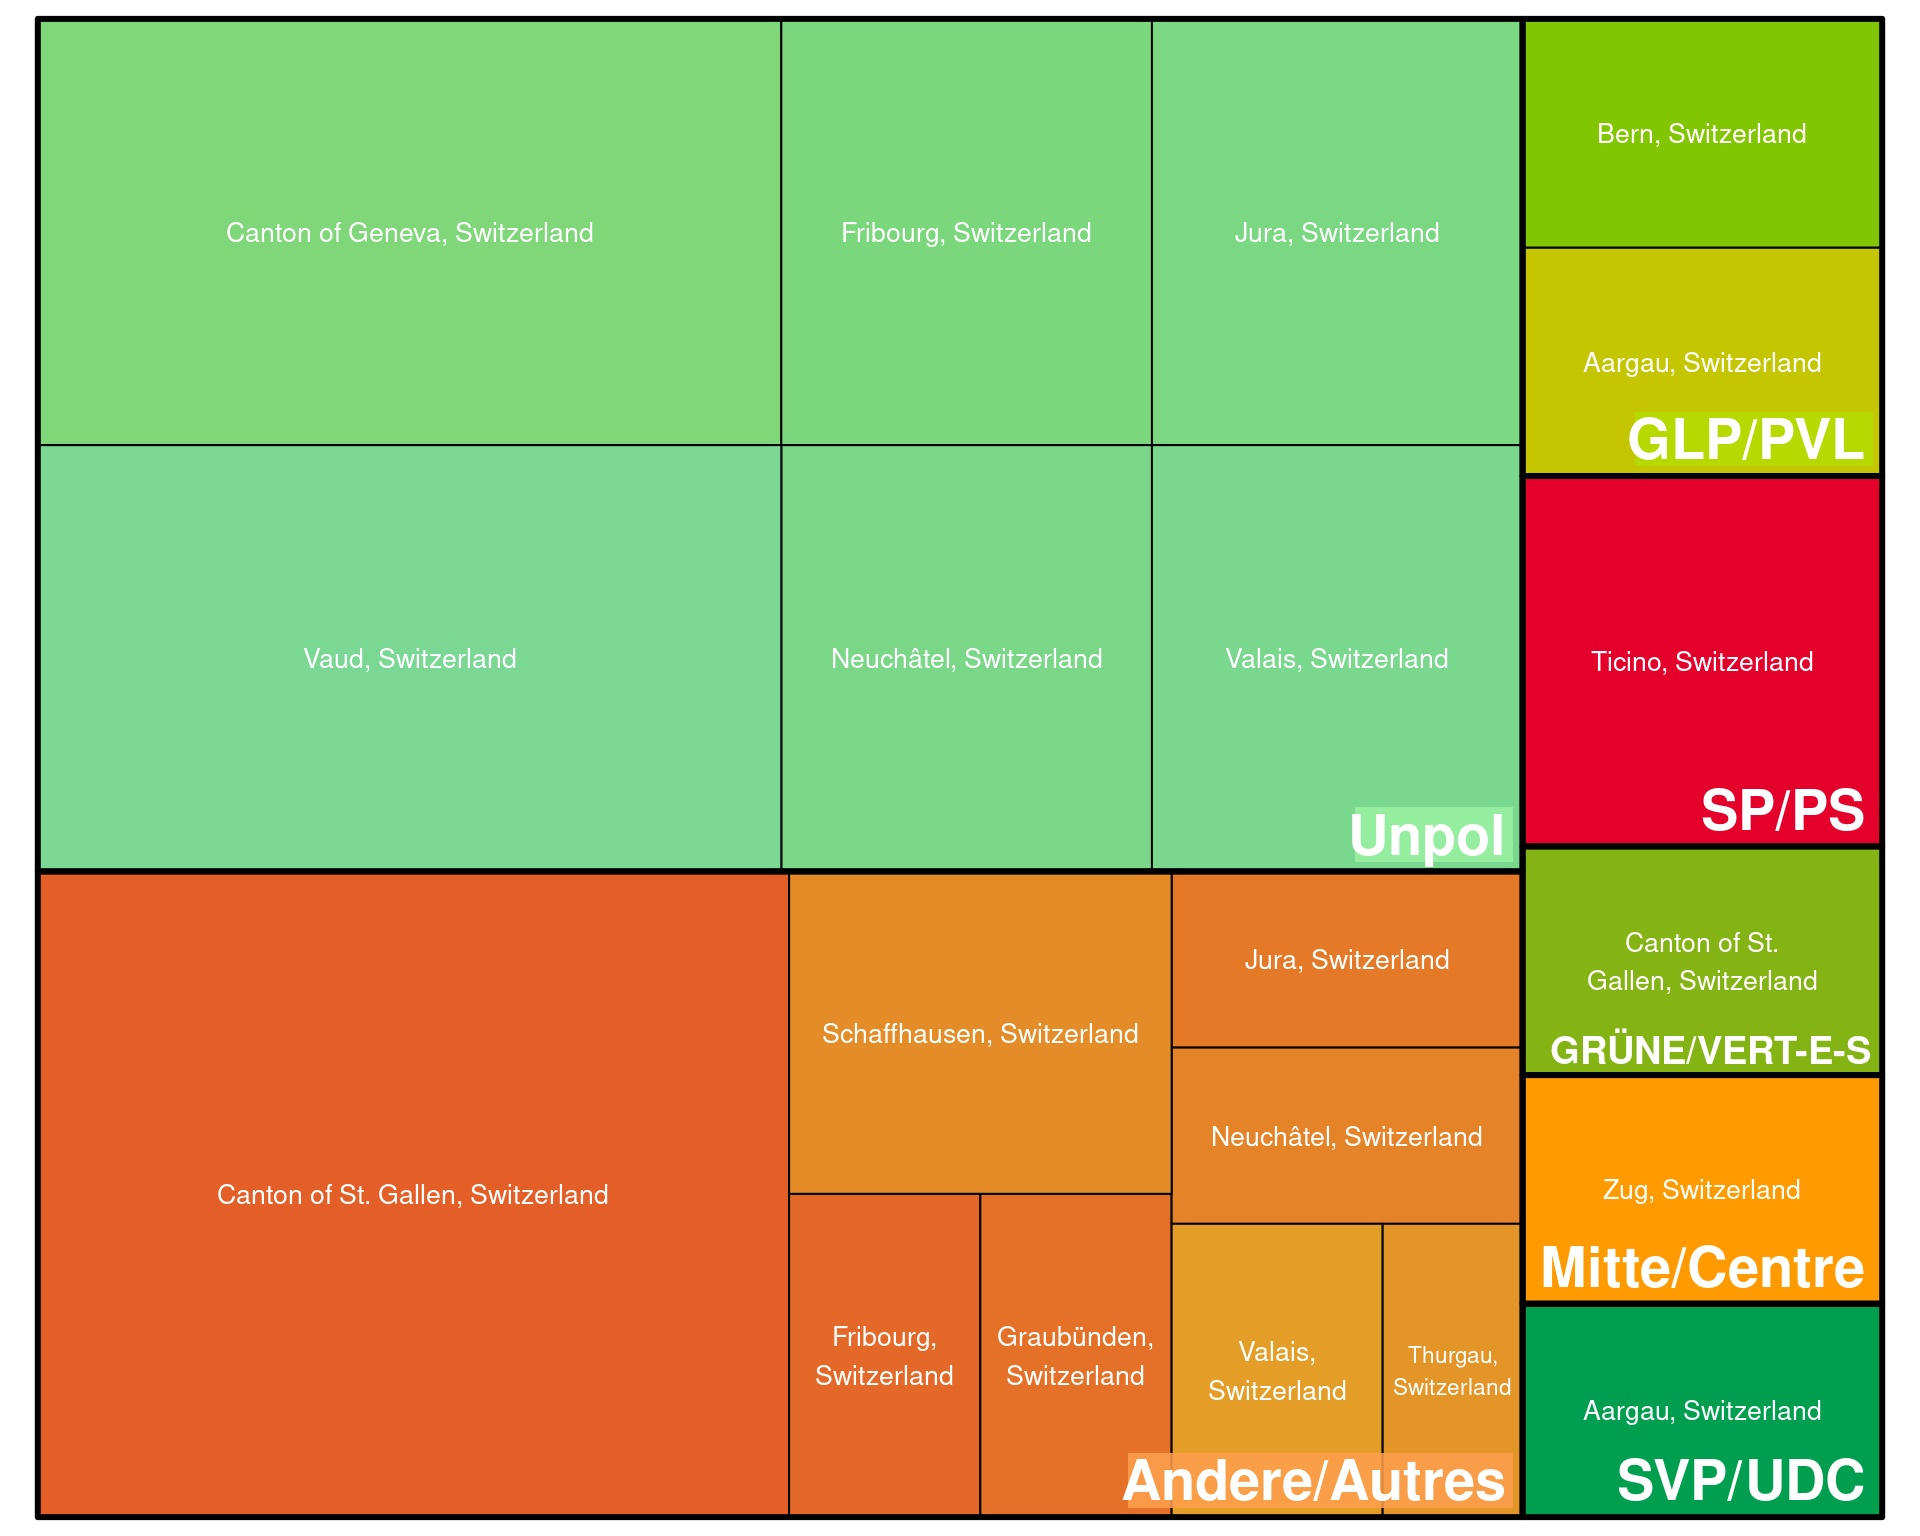 Canton of Geneva, Switzerland
Fribourg, Switzerland
Jura, Switzerland
Vaud, Switzerland
Neuchâtel, Switzerland
Valais, Switzerland
Unpol
Canton of St. Gallen, Switzerland
Schaffhausen, Switzerland
Fribourg,
Switzerland
Graubünden,
Switzerland
Jura, Switzerland
Neuchâtel, Switzerland
Valais,
Switzerland
Thurgau,
Switzerland
Andere/Autres
Bern, Switzerland
Aargau, Switzerland
GLP/PVL
Ticino, Switzerland
SP/PS
Canton of St.
Gallen, Switzerland
GRÜNE/VERT-E-S
Zug, Switzerland
Mitte/Centre
Aargau, Switzerland
SVP/UDC